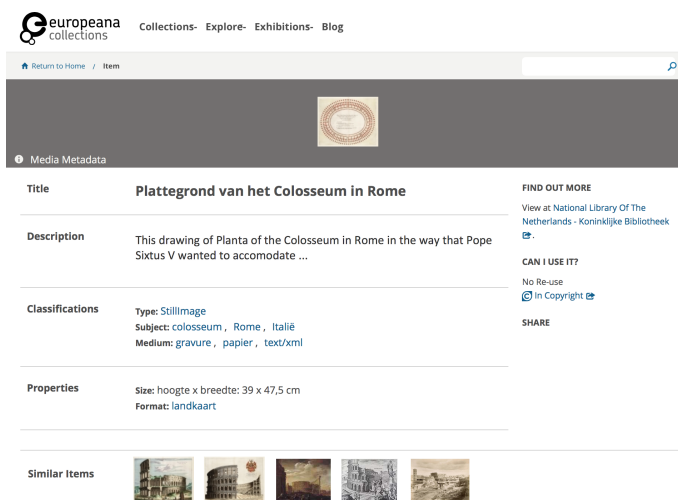 europeana
collections
Collections- Explore- Exhibitions- Blog
Return to Home / Item
Media Metadata
Title
Plattegrond van het Colosseum in Rome
Description
This drawing of Planta of the Colosseum in Rome in the way that Pope
Sixtus V wanted to accomodate ...
Classifications
Type: StillImage
Subject: colosseum , Rome , Italië
Medium: gravure , papier , text/xml
Properties
Size: hoogte x breedte: 39 x 47,5 cm
Format: landkaart
Similar Items
FIND OUT MORE
View at National Library Of The
Netherlands - Koninklijke Bibliotheek
.
CAN I USE IT?
No Re-use
In Copyright
SHARE